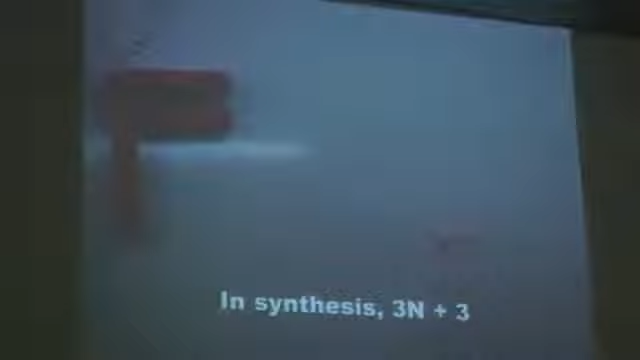 In synthesis, 3N + 3